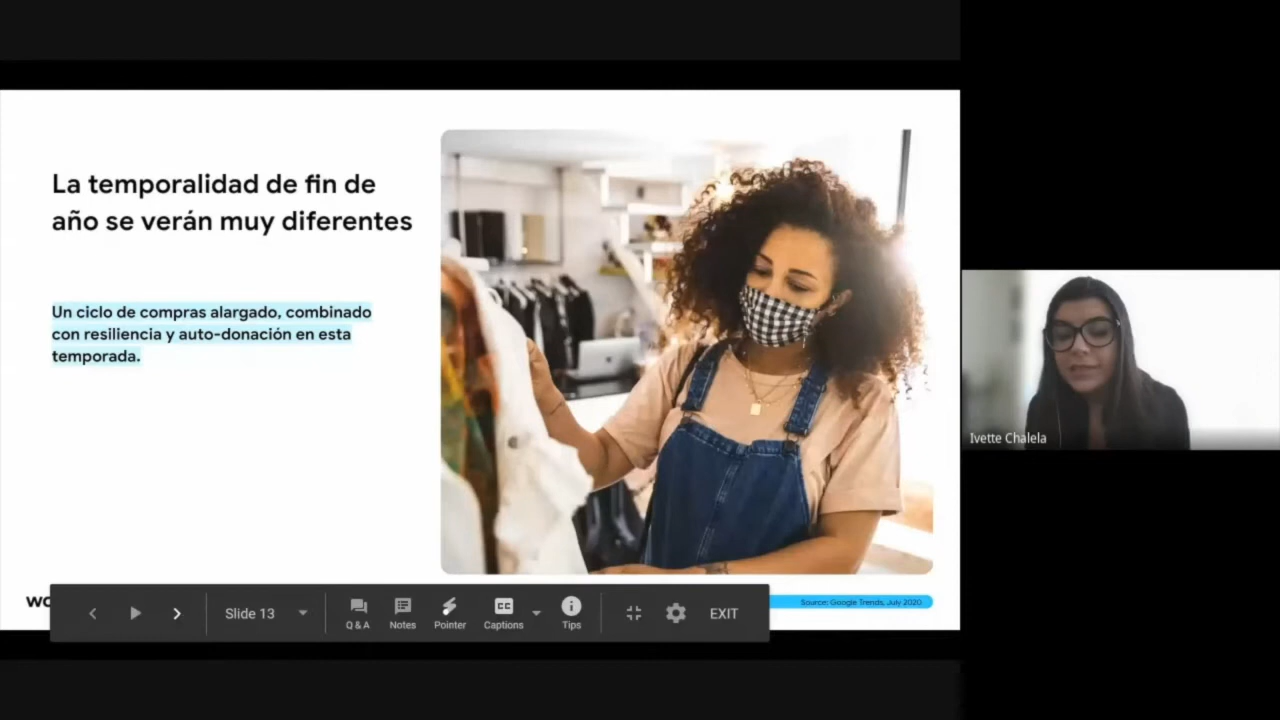 La temporalidad de fin de
año se verán muy diferentes
Un ciclo de compras alargado, combinado
con resiliencia y auto-donación en esta
temporada.
Ivette Chalela
Source: Google Trends, July 2020
Slide 13
Q & A
Notes
Pointer
CC
Captions
Tips
EXIT